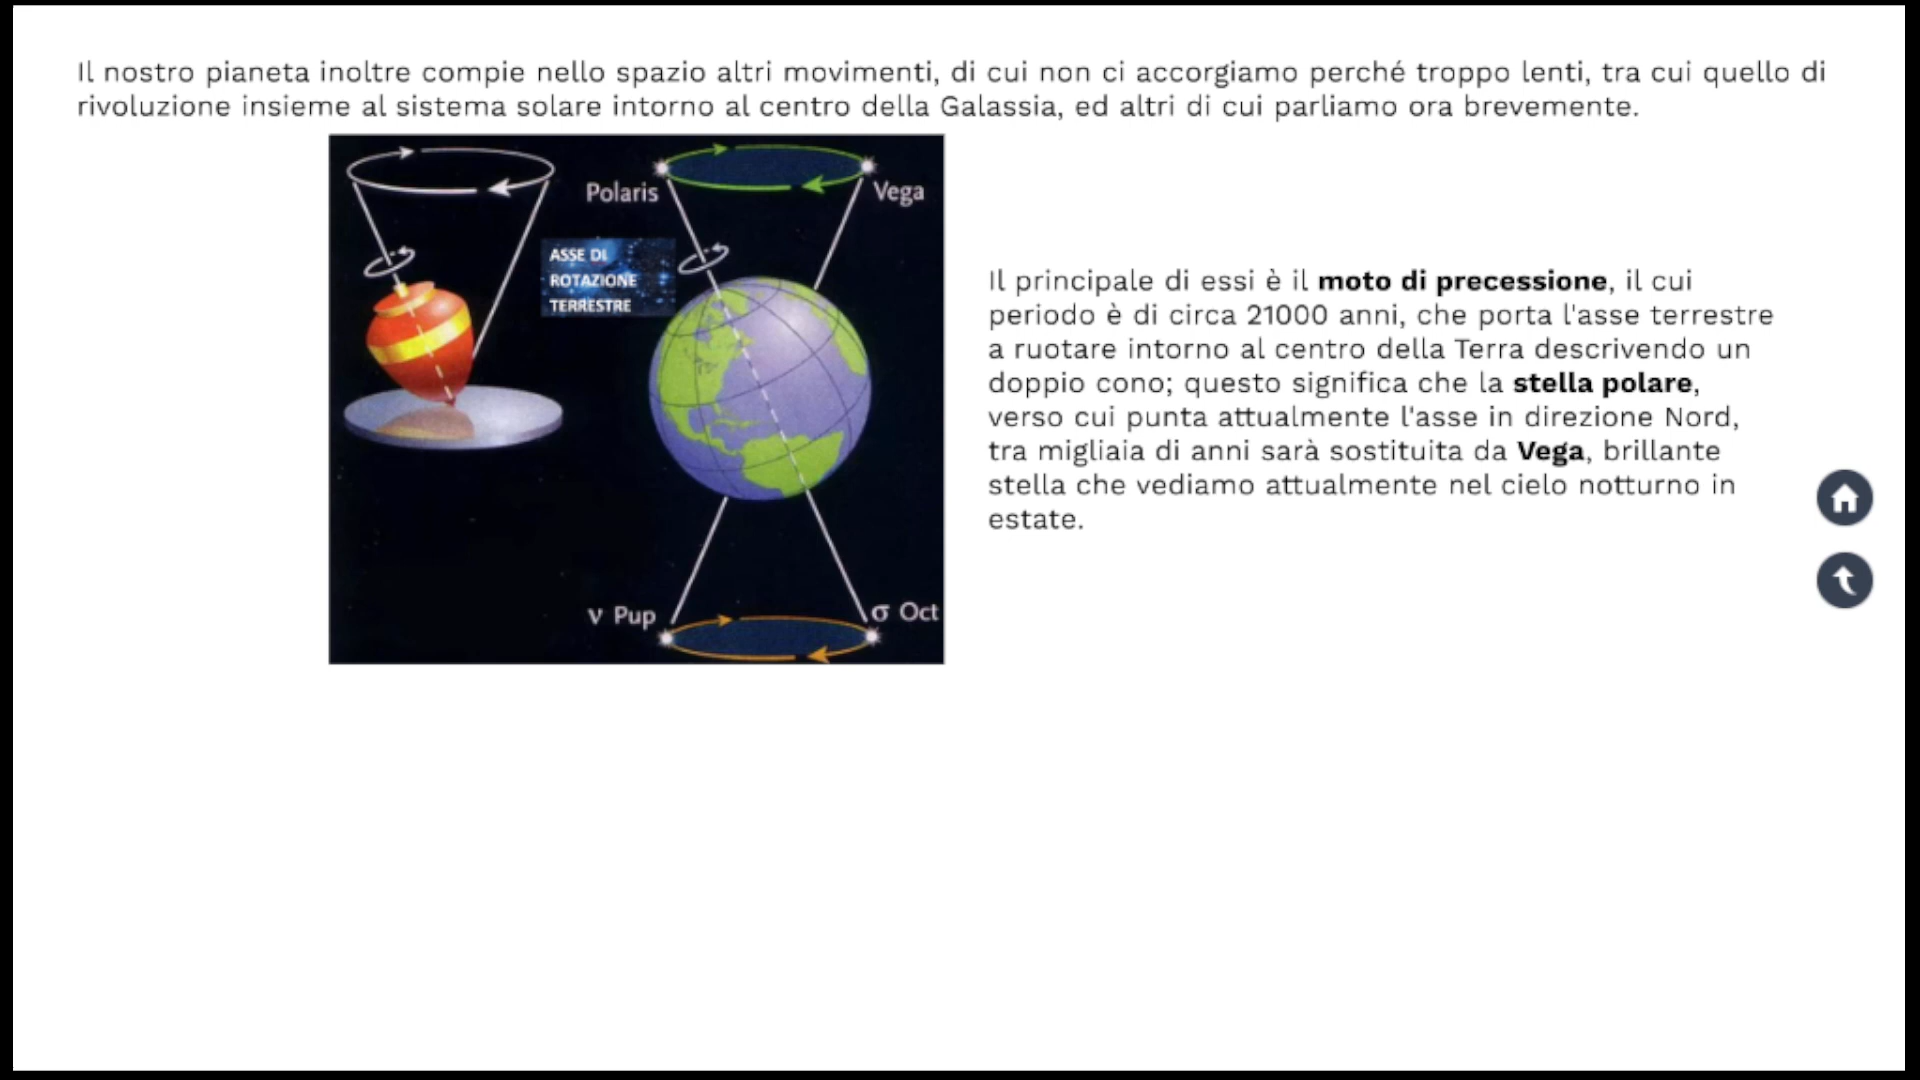 Il nostro pianeta inoltre compie nello spazio altri movimenti, di cui non ci accorgiamo perché troppo lenti, tra cui quello di
rivoluzione insieme al sistema solare intorno al centro della Galassia, ed altri di cui parliamo ora brevemente.
Polaris
Vega
ASSE DI
ROTAZIONE
TERRESTRE
ν Pup
σ Oct
Il principale di essi è il moto di precessione, il cui
periodo è di circa 21000 anni, che porta l'asse terrestre
a ruotare intorno al centro della Terra descrivendo un
doppio cono; questo significa che la stella polare,
verso cui punta attualmente l'asse in direzione Nord,
tra migliaia di anni sarà sostituita da Vega, brillante
stella che vediamo attualmente nel cielo notturno in
estate.